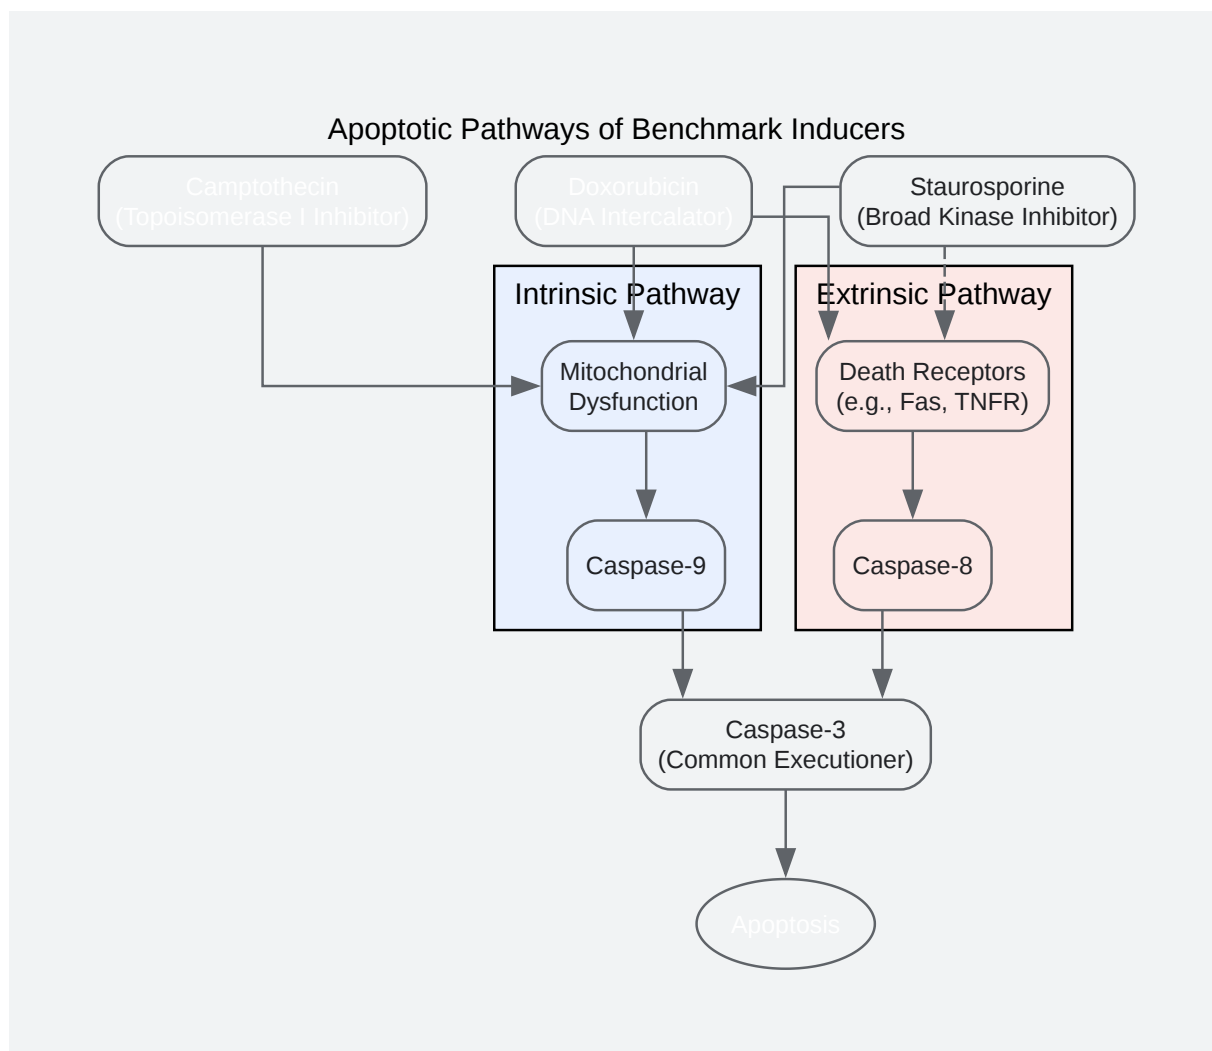 Apoptotic Pathways of Benchmark Inducers
Camptothecin
(Topoisomerase I Inhibitor)
Doxorubicin
(DNA Intercalator)
Staurosporine
(Broad Kinase Inhibitor)
Intrinsic Pathway
Extrinsic Pathway
Mitochondrial
Dysfunction
Death Receptors
(e.g., Fas, TNFR)
Caspase-9
Caspase-8
Caspase-3
(Common Executioner)
Apoptosis